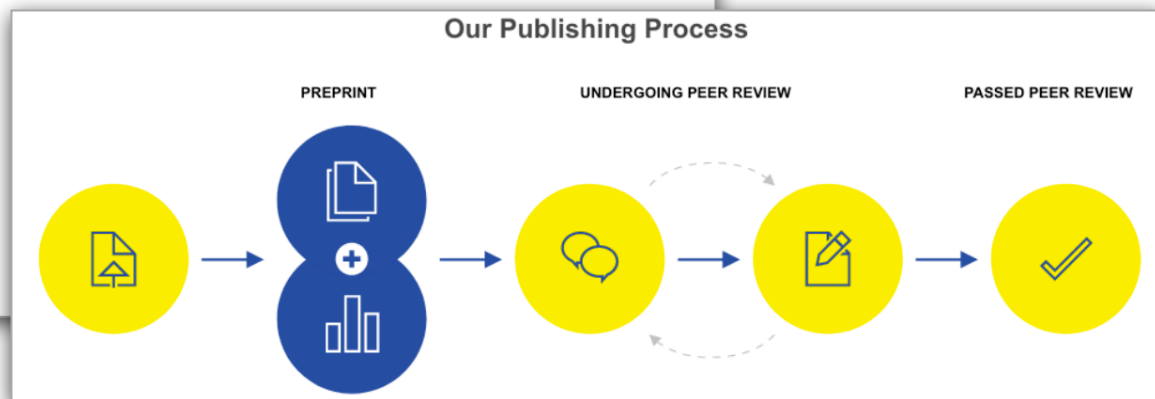 Our Publishing Process
PREPRINT
UNDERGOING PEER REVIEW
PASSED PEER REVIEW